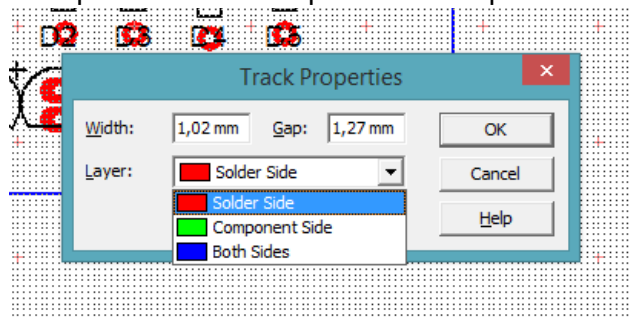 D2 D3 D4 D5
Track Properties
Width: 1,02 mm Gap: 1,27 mm OK
Layer: Solder Side Cancel
Solder Side
Component Side Help
Both Sides